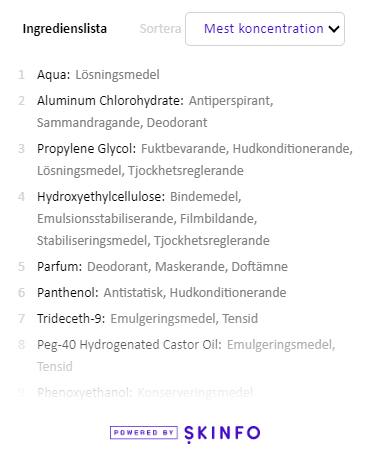 Ingredienslista Sortera Mest koncentration
1 Aqua: Lösningsmedel
2 Aluminum Chlorohydrate: Antiperspirant,
Sammandragande, Deodorant
3 Propylene Glycol: Fuktbevarande, Hudkonditionerande,
Lösningsmedel, Tjockhetsreglerande
4 Hydroxyethylcellulose: Bindemedel,
Emulsionsstabiliserande, Filmbildande,
Stabiliseringsmedel, Tjockhetsreglerande
5 Parfum: Deodorant, Maskerande, Doftämne
6 Panthenol: Antistatisk, Hudkonditionerande
7 Trideceth-9: Emulgeringsmedel, Tensid
8 Peg-40 Hydrogenated Castor Oil: Emulgeringsmedel,
Tensid
9 Phenoxyethanol: Konserveringsmedel
POWERED BY SKINFO